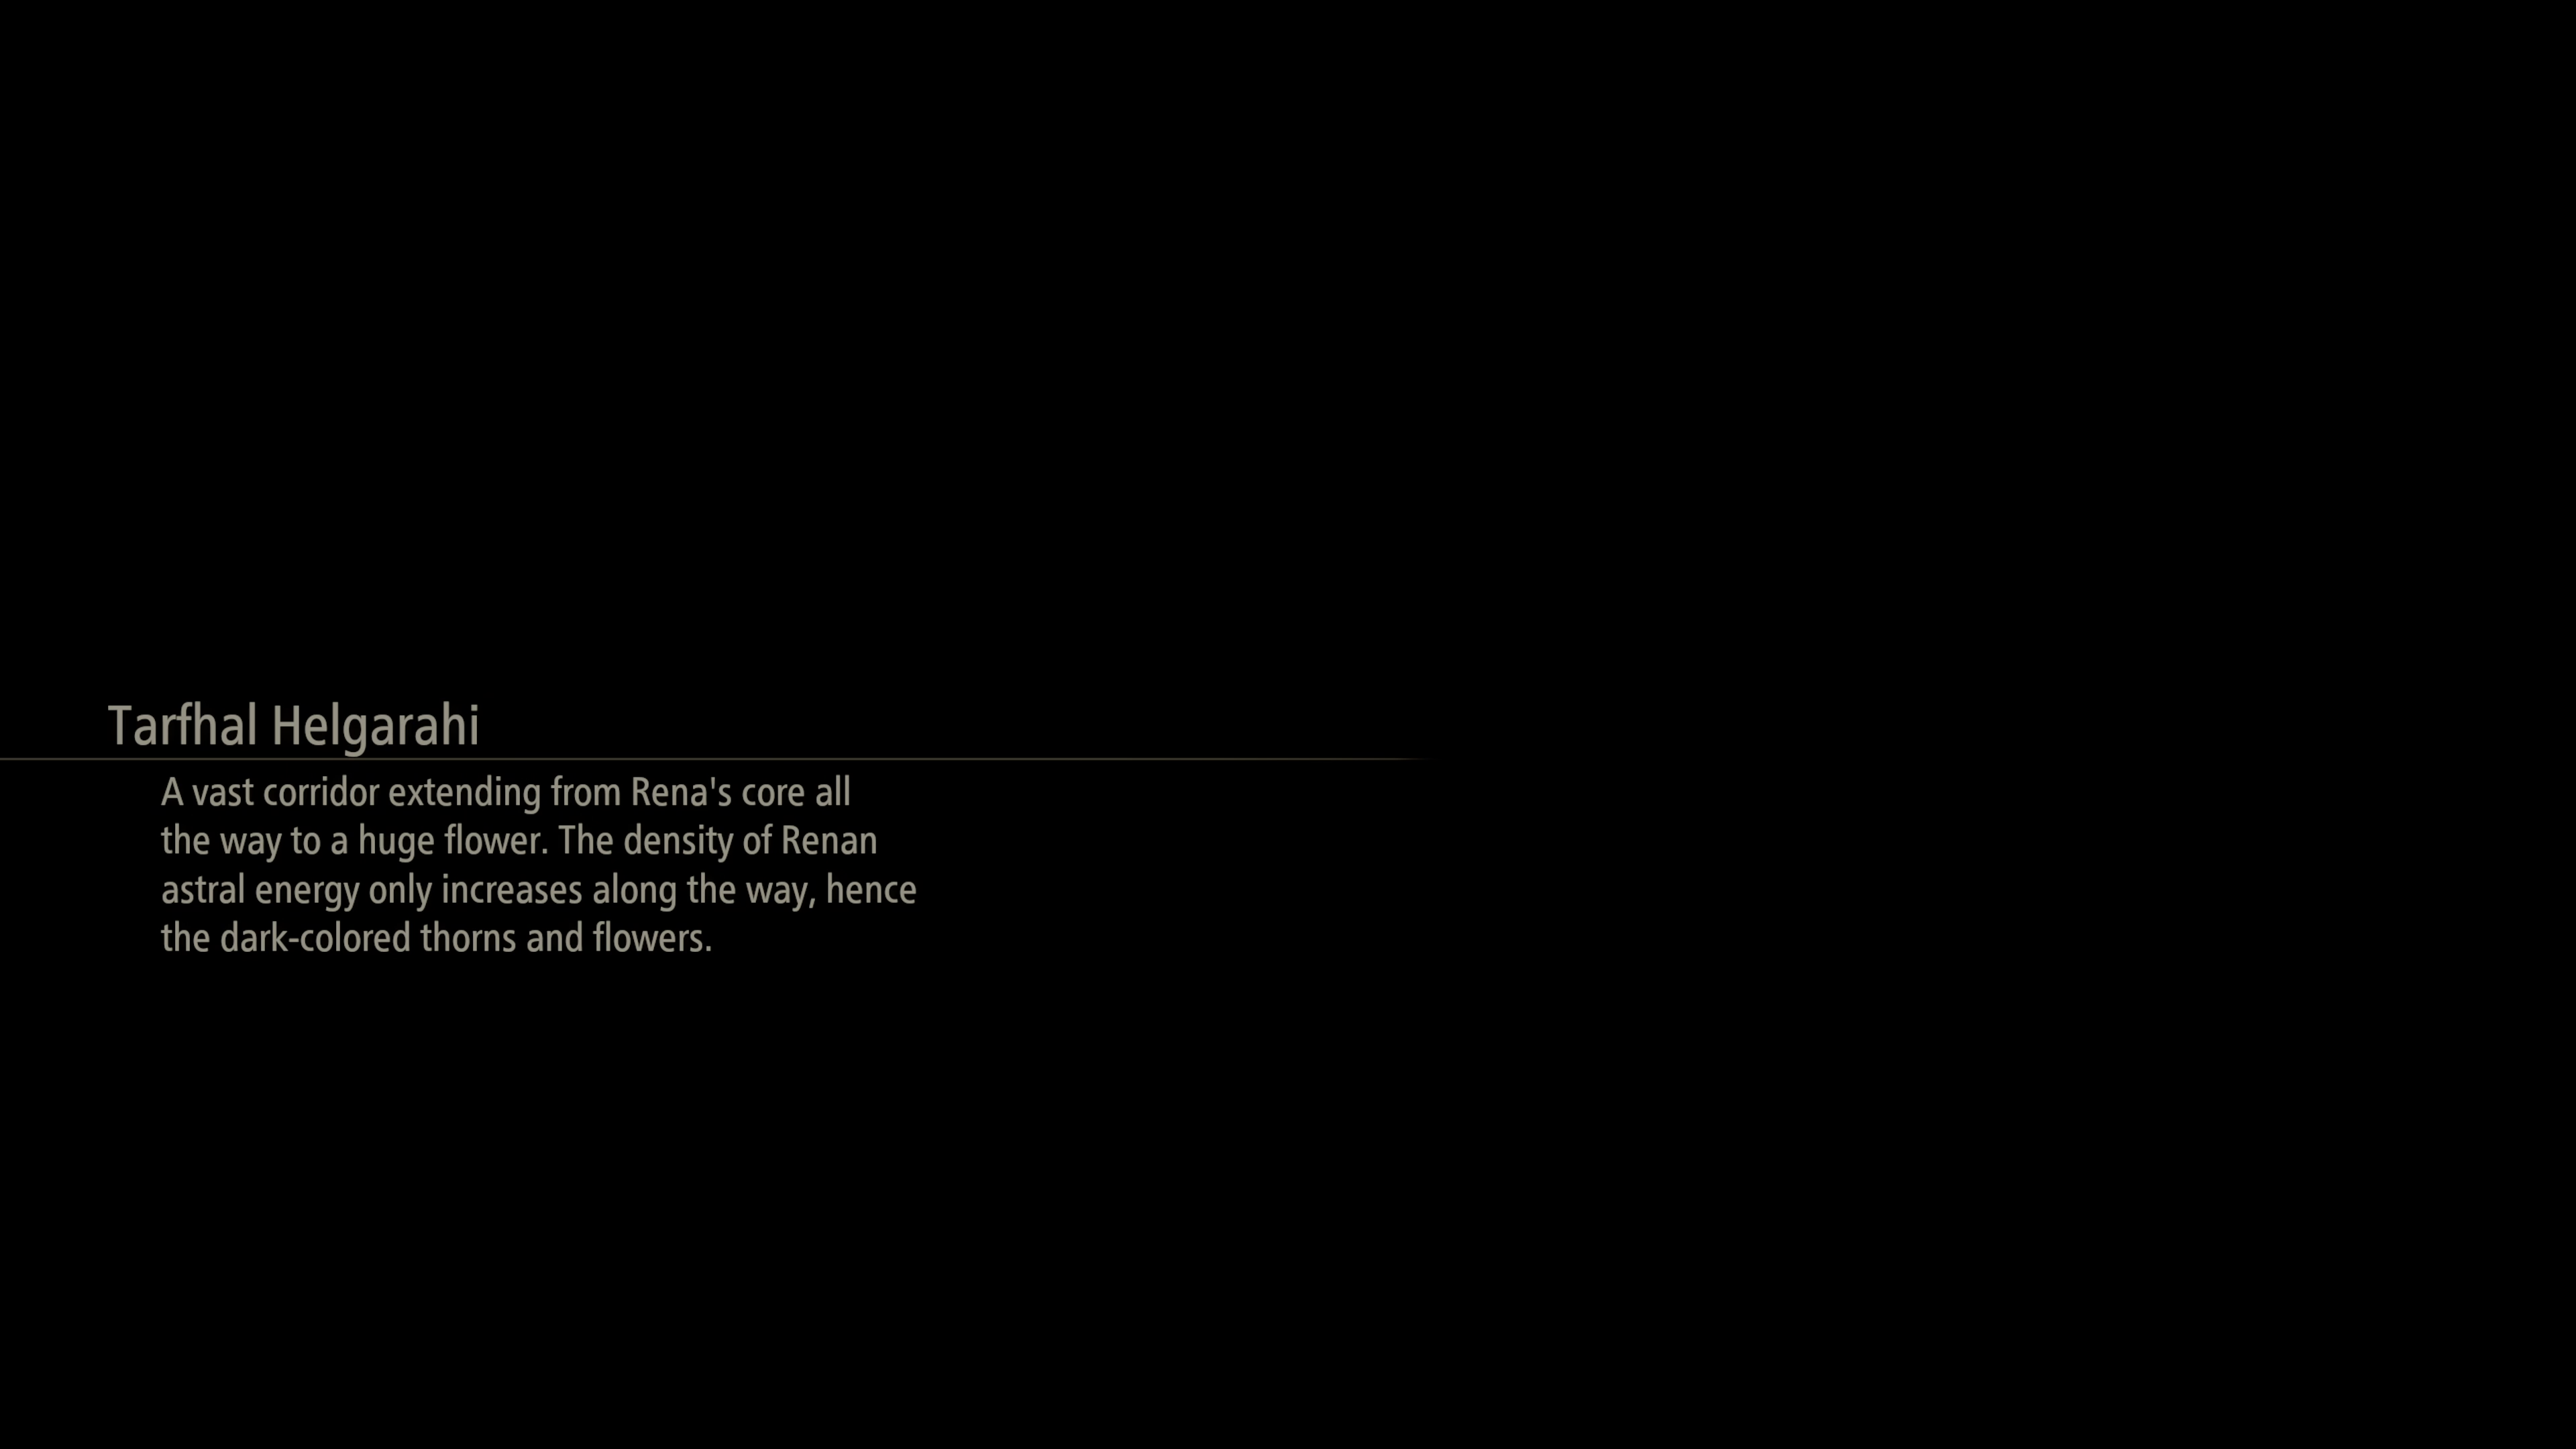 Tarfhal Helgarahi
A vast corridor extending from Rena's core all
the way to a huge flower. The density of Renan
astral energy only increases along the way, hence
the dark-colored thorns and flowers.